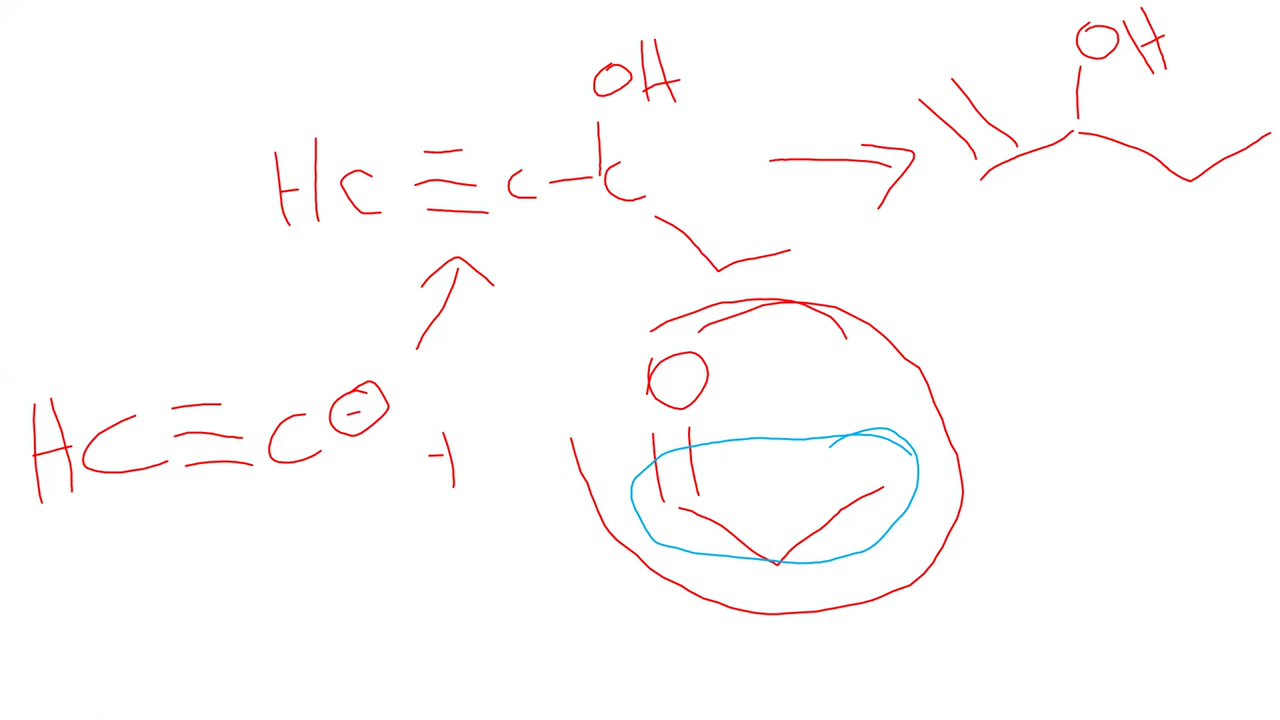 OH
OH
HC≡C-C
O
HC≡C⊖ +